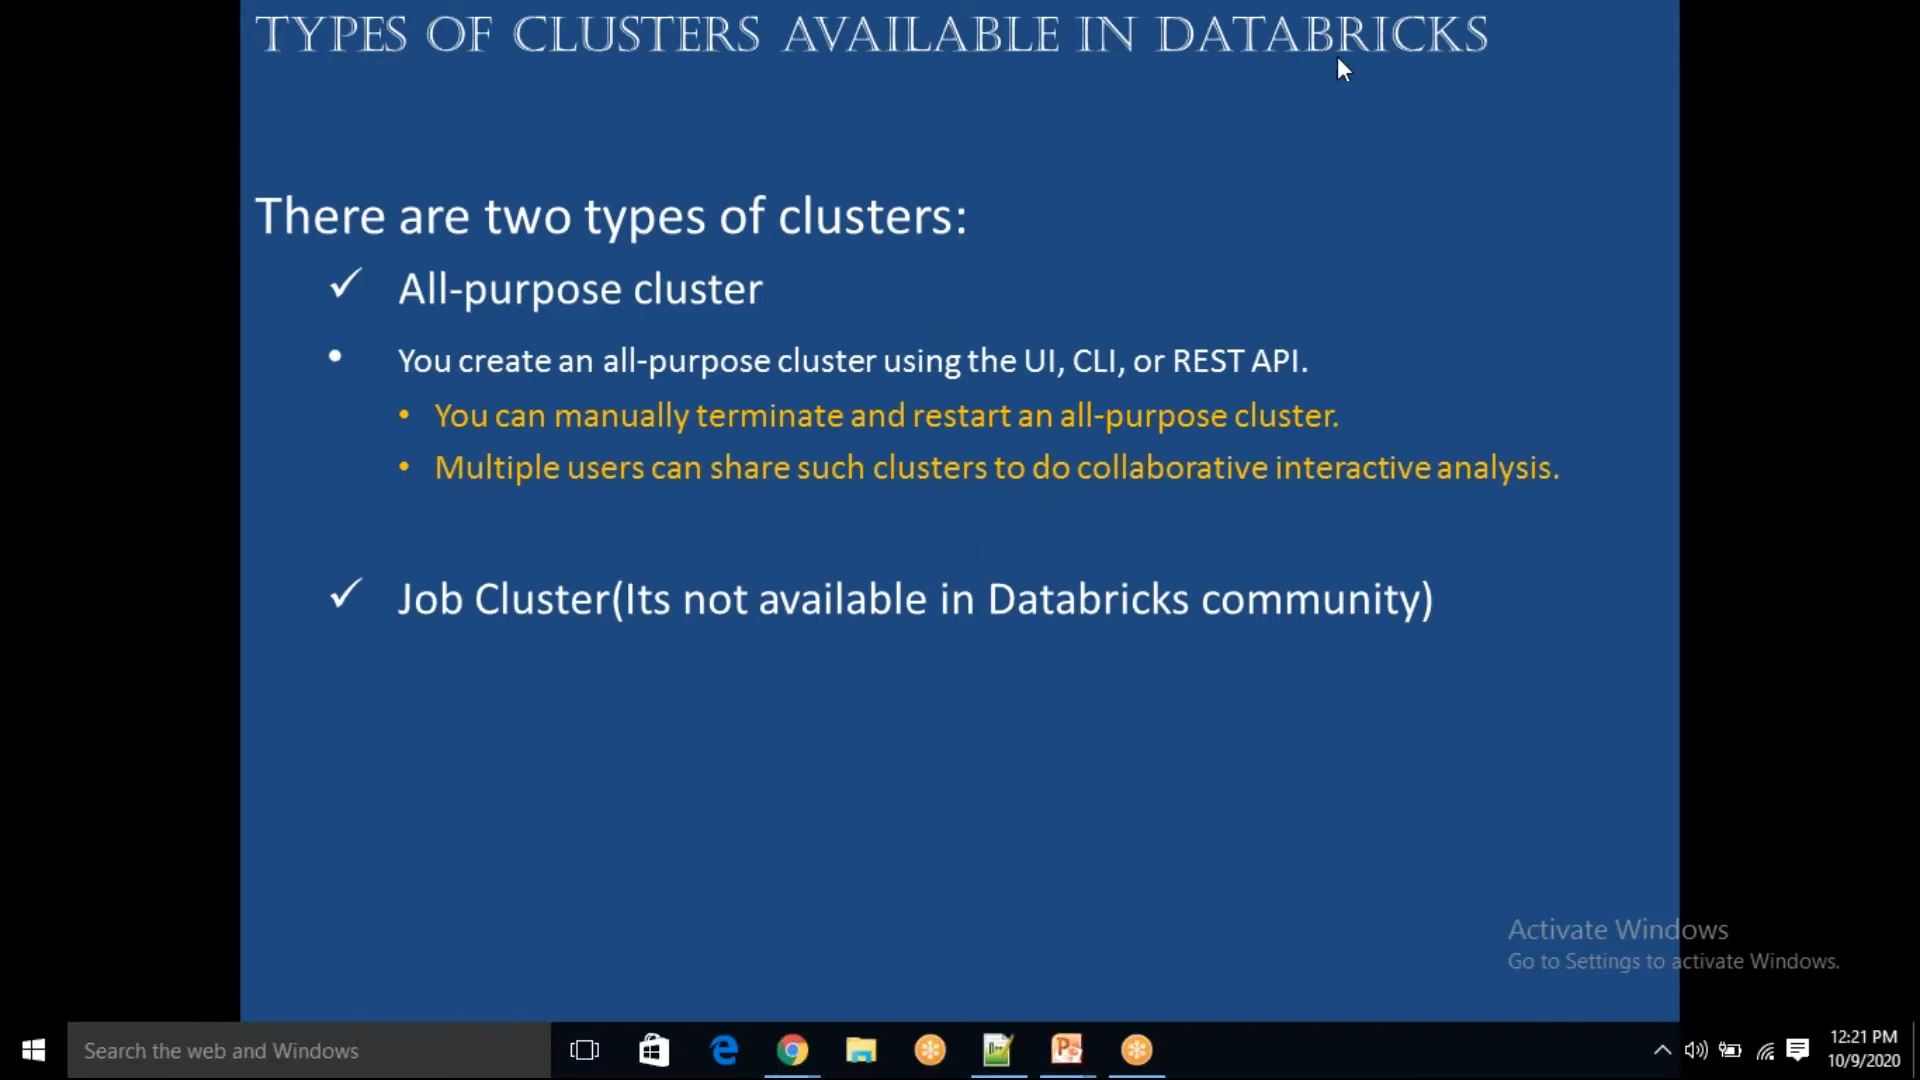 TYPES OF CLUSTERS AVAILABLE IN DATABRICKS
There are two types of clusters:
✓ All-purpose cluster
• You create an all-purpose cluster using the UI, CLI, or REST API.
• You can manually terminate and restart an all-purpose cluster.
• Multiple users can share such clusters to do collaborative interactive analysis.
✓ Job Cluster(Its not available in Databricks community)
Activate Windows
Go to Settings to activate Windows.
Search the web and Windows
12:21 PM
10/9/2020